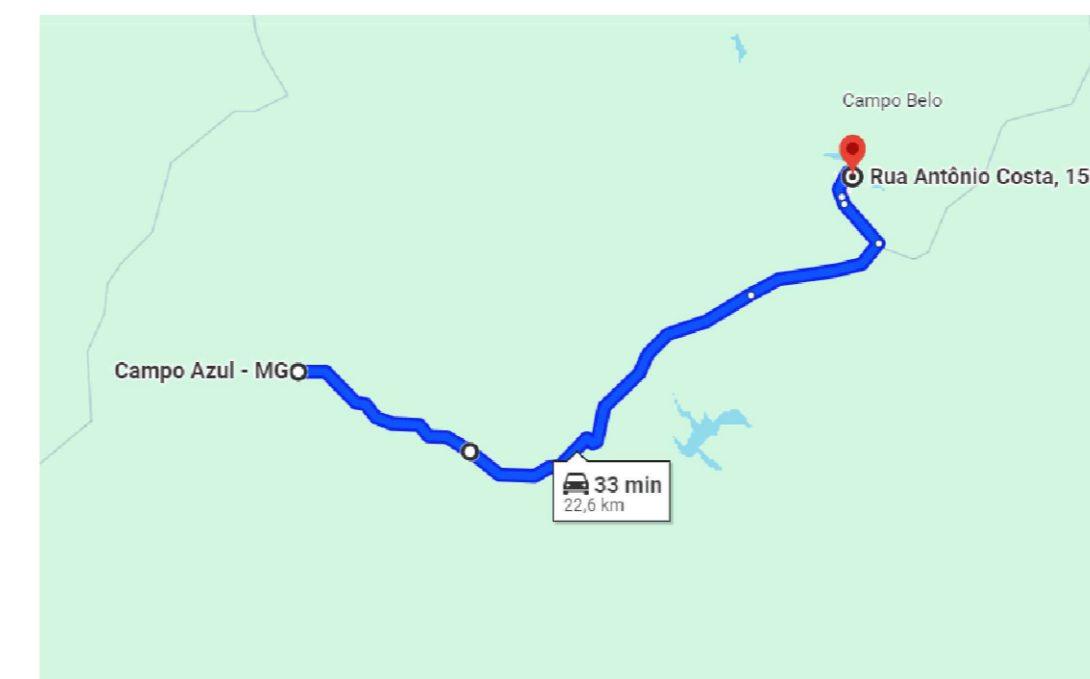 Campo Belo
Rua Antônio Costa, 15
Campo Azul - MG
33 min
22,6 km